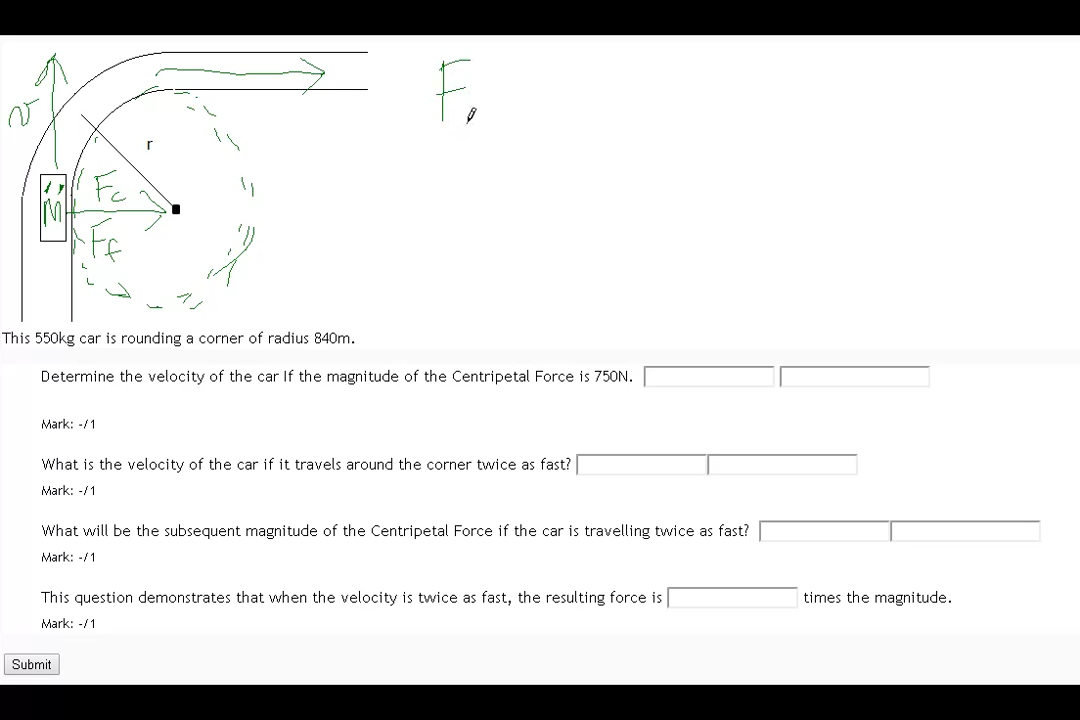 v
F
r
Fc
M
Ff
This 550kg car is rounding a corner of radius 840m.
Determine the velocity of the car If the magnitude of the Centripetal Force is 750N.
Mark: -/1
What is the velocity of the car if it travels around the corner twice as fast?
Mark: -/1
What will be the subsequent magnitude of the Centripetal Force if the car is travelling twice as fast?
Mark: -/1
This question demonstrates that when the velocity is twice as fast, the resulting force is times the magnitude.
Mark: -/1
Submit